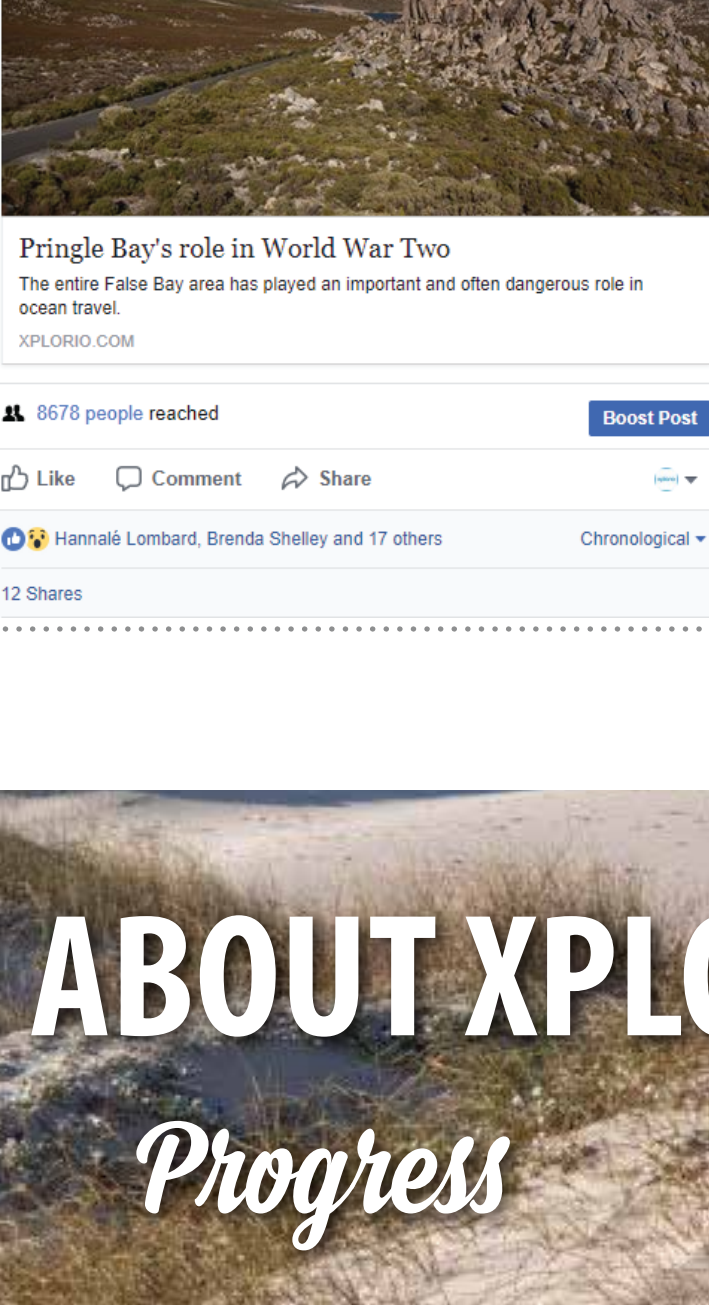 Pringle Bay's role in World War Two
The entire False Bay area has played an important and often dangerous role in
ocean travel.
XPLORIO.COM
8678 people reached
Boost Post
Like Comment Share
Hannalé Lombard, Brenda Shelley and 17 others
Chronological
12 Shares
ABOUT XPLO
Progress